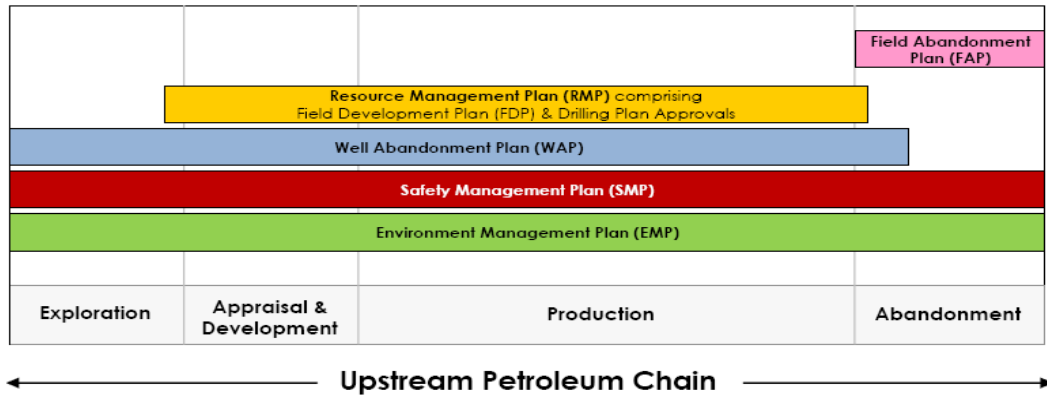 Field Abandonment
Plan (FAP)
Resource Management Plan (RMP) comprising
Field Development Plan (FDP) & Drilling Plan Approvals
Well Abandonment Plan (WAP)
Safety Management Plan (SMP)
Environment Management Plan (EMP)
Exploration
Appraisal &
Development
Production
Abandonment
Upstream Petroleum Chain